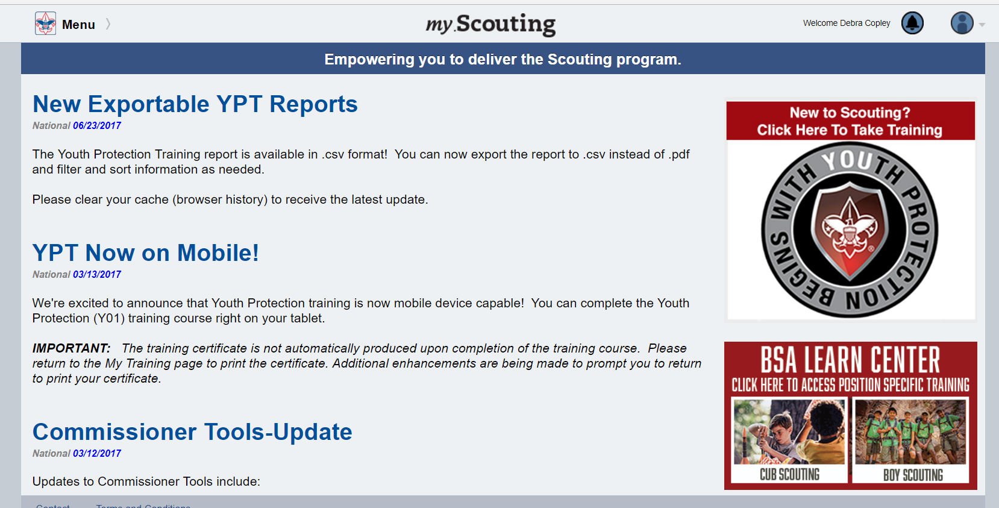 Menu
my.Scouting
Welcome Debra Copley
Empowering you to deliver the Scouting program.
New Exportable YPT Reports
National 06/23/2017
The Youth Protection Training report is available in .csv format!  You can now export the report to .csv instead of .pdf
and filter and sort information as needed.
Please clear your cache (browser history) to receive the latest update.
YPT Now on Mobile!
National 03/13/2017
We're excited to announce that Youth Protection training is now mobile device capable!  You can complete the Youth
Protection (Y01) training course right on your tablet.
IMPORTANT:   The training certificate is not automatically produced upon completion of the training course.  Please
return to the My Training page to print the certificate. Additional enhancements are being made to prompt you to return
to print your certificate.
Commissioner Tools-Update
National 03/12/2017
Updates to Commissioner Tools include:
New to Scouting?
Click Here To Take Training
BEGINS WITH YOUTH PROTECTION
®
BSA LEARN CENTER
CLICK HERE TO ACCESS POSITION SPECIFIC TRAINING
CUB SCOUTING
BOY SCOUTING
Contact
Terms and Conditions